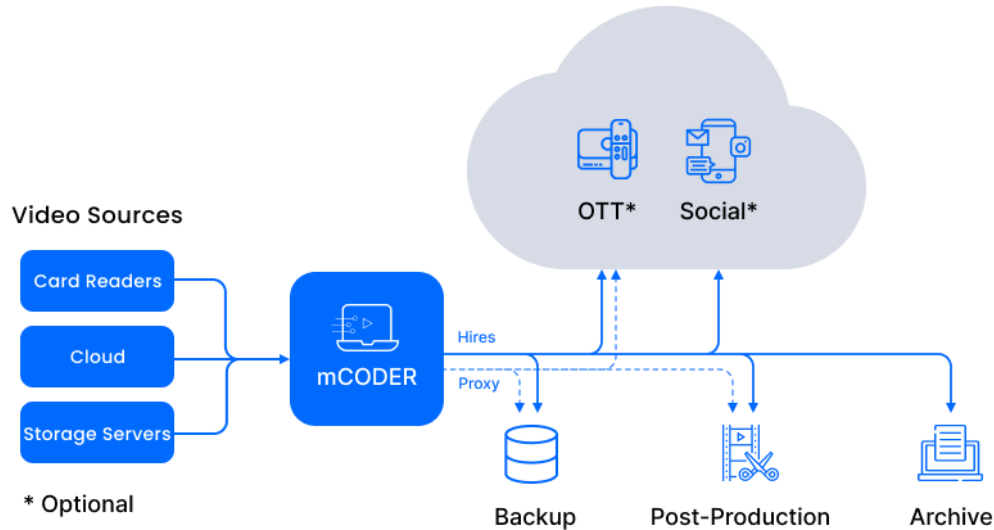 OTT*
Social*
Video Sources
Card Readers
Cloud
Storage Servers
mCODER
Hires
Proxy
* Optional
Backup
Post-Production
Archive